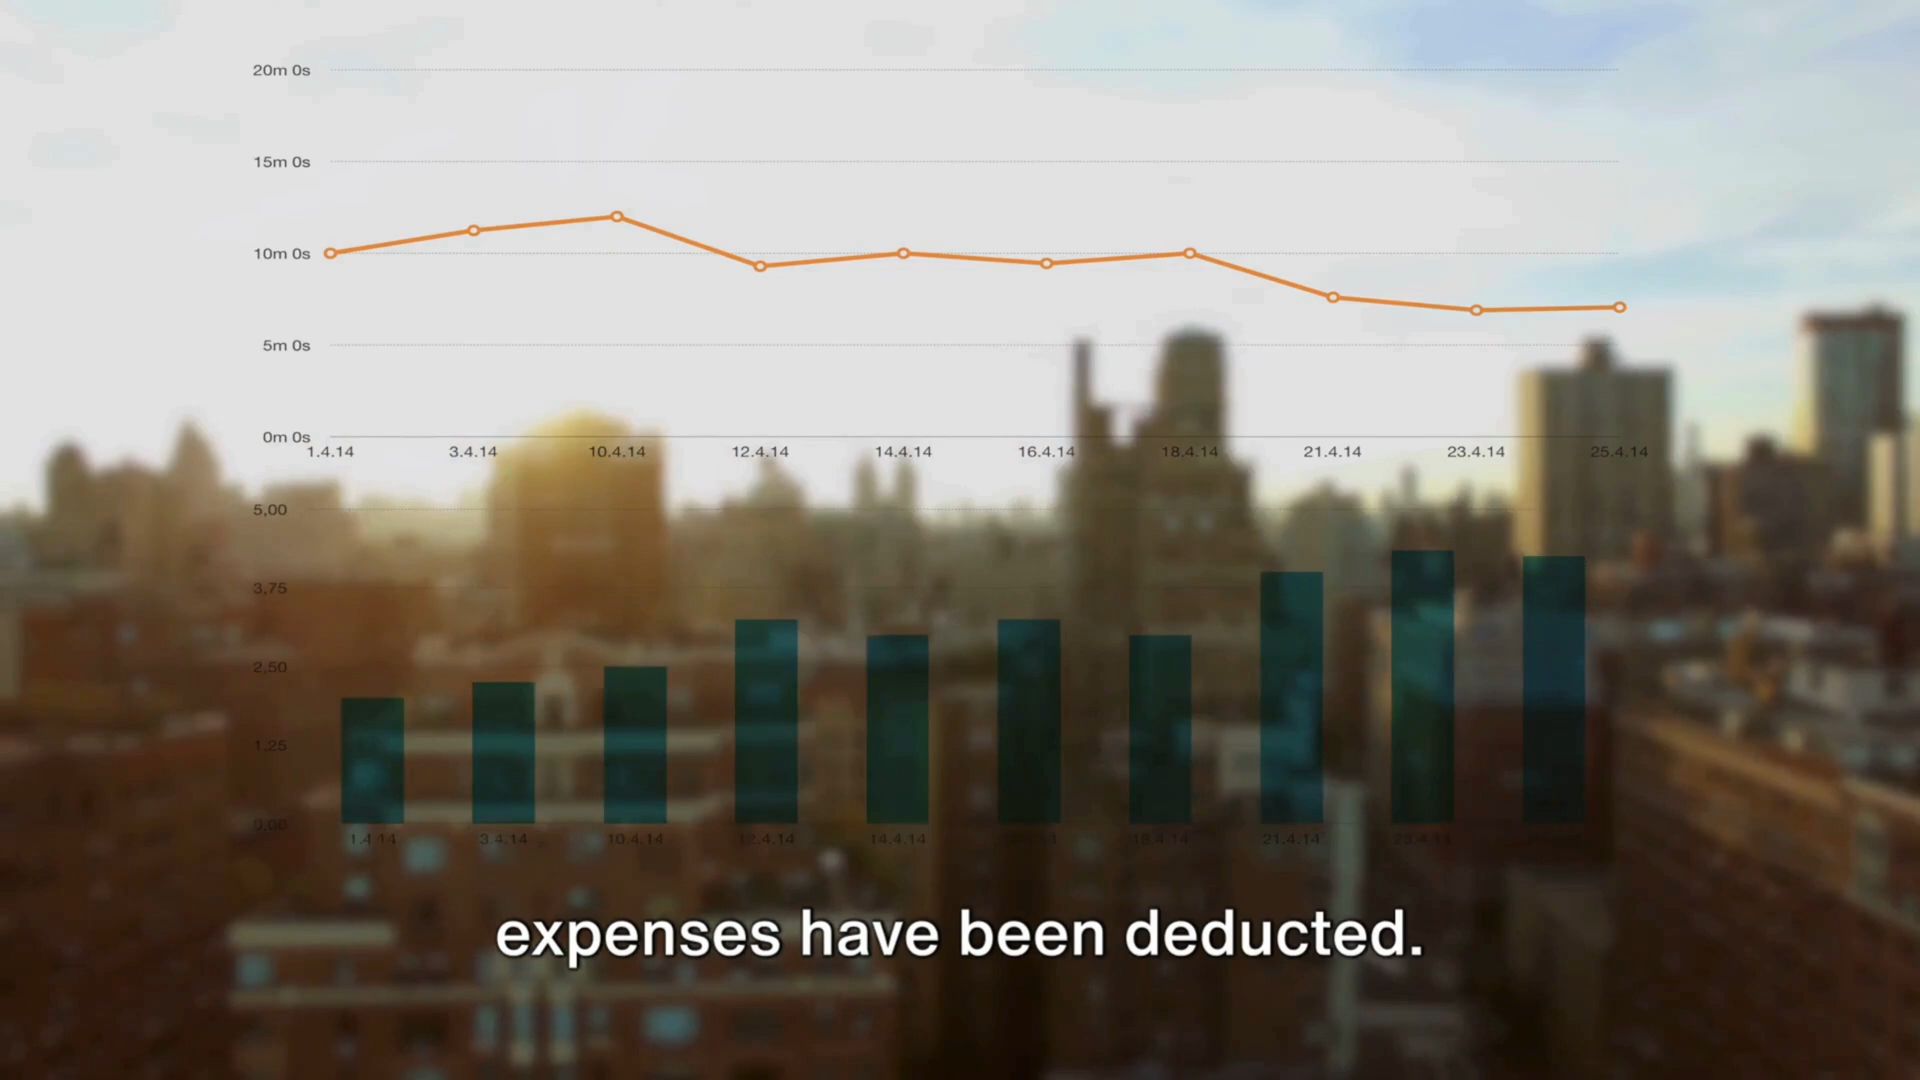 20m 0s
15m 0s
10m 0s
5m 0s
0m 0s
1.4.14 3.4.14 10.4.14 12.4.14 14.4.14 16.4.14 18.4.14 21.4.14 23.4.14 25.4.14
5,00
3,75
2,50
1,25
0,00
1.4.14 3.4.14 10.4.14 12.4.14 14.4.14 18.4.14 21.4.14 23.4.14
expenses have been deducted.